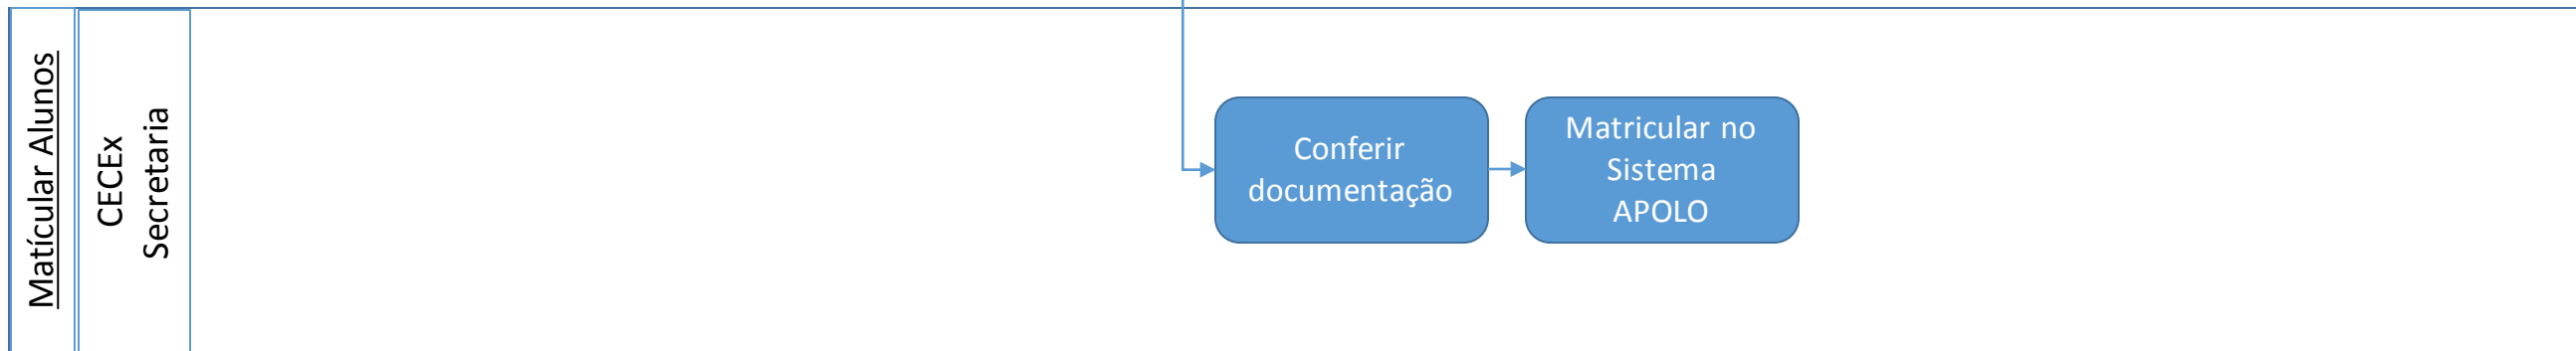 Matícular Alunos
CECEx
Secretaria
Conferir
documentação
Matricular no
Sistema
APOLO